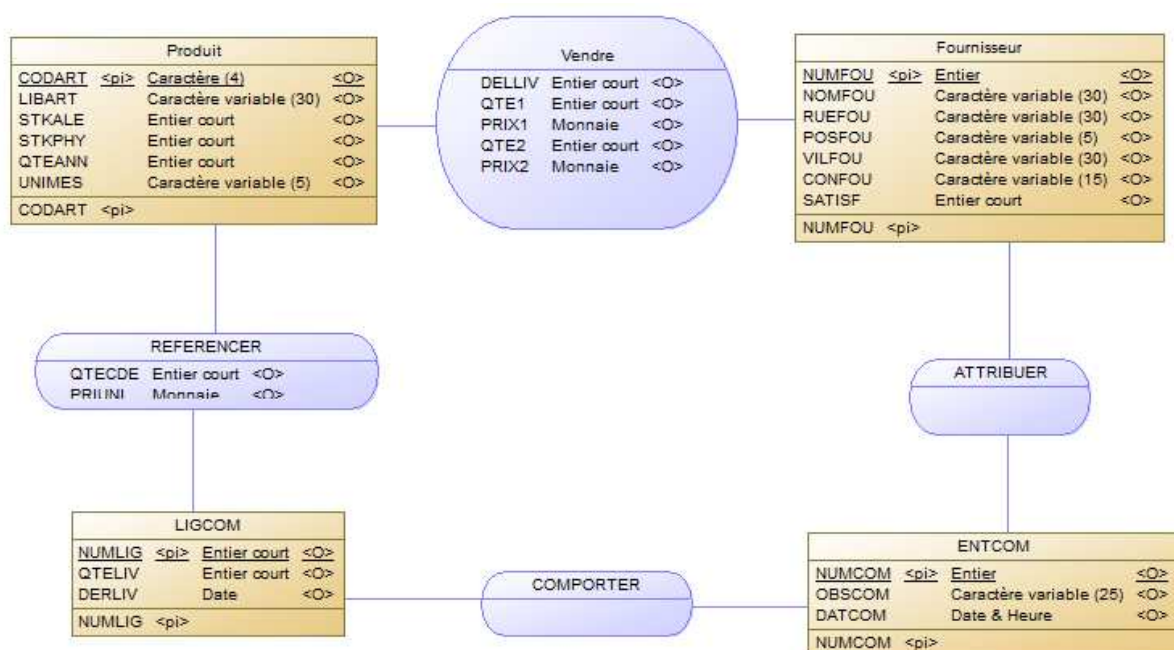 Produit
CODART <pi> Caractère (4) <O>
LIBART Caractère variable (30) <O>
STKALE Entier court <O>
STKPHY Entier court <O>
QTEANN Entier court <O>
UNIMES Caractère variable (5) <O>
CODART <pi>
Vendre
DELLIV Entier court <O>
QTE1 Entier court <O>
PRIX1 Monnaie <O>
QTE2 Entier court <O>
PRIX2 Monnaie <O>
Fournisseur
NUMFOU <pi> Entier <O>
NOMFOU Caractère variable (30) <O>
RUEFOU Caractère variable (30) <O>
POSFOU Caractère variable (5) <O>
VILFOU Caractère variable (30) <O>
CONFOU Caractère variable (15) <O>
SATISF Entier court <O>
NUMFOU <pi>
REFERENCER
QTECDE Entier court <O>
PRIUNI Monnaie <O>
ATTRIBUER
LIGCOM
NUMLIG <pi> Entier court <O>
QTELIV Entier court <O>
DERLIV Date <O>
NUMLIG <pi>
COMPORTER
ENTCOM
NUMCOM <pi> Entier <O>
OBSCOM Caractère variable (25) <O>
DATCOM Date & Heure <O>
NUMCOM <pi>